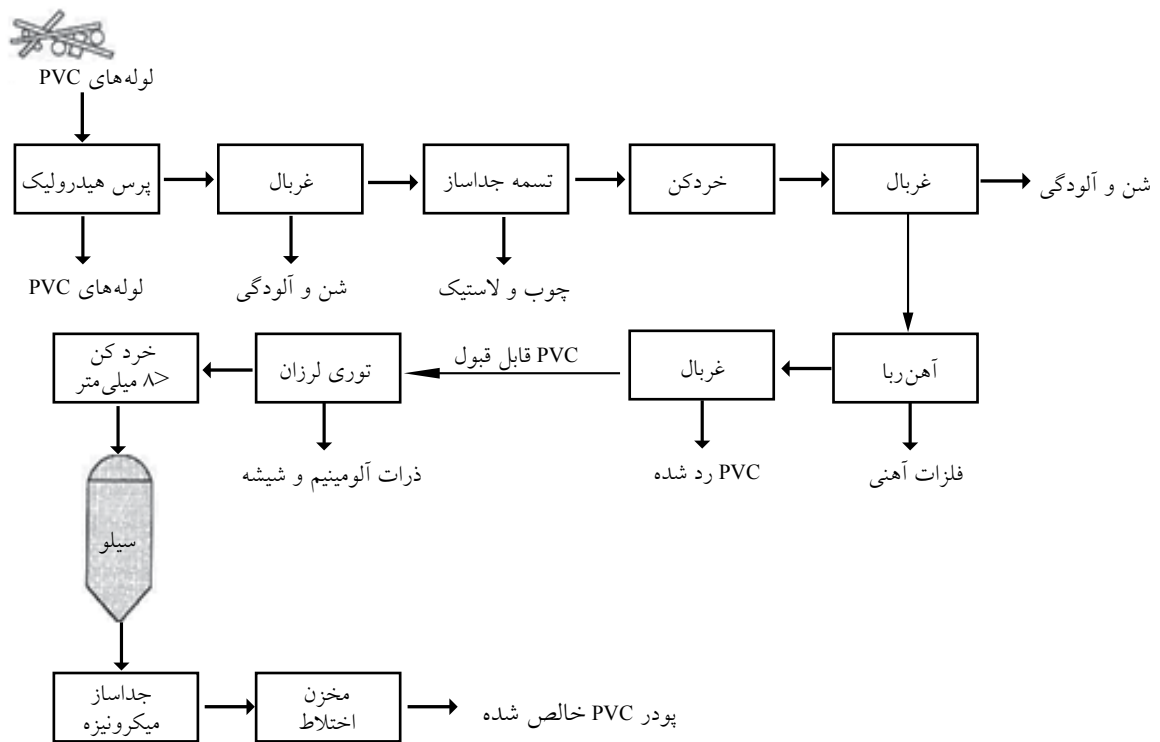 لوله‌های PVC
پرس هیدرولیک
غربال
تسمه جداساز
خردکن
غربال
شن و آلودگی
لوله‌های PVC
شن و آلودگی
چوب و لاستیک
خرد کن
<۸ میلی‌متر
توری لرزان
PVC قابل قبول
غربال
آهن‌ربا
ذرات آلومینیم و شیشه
PVC رد شده
فلزات آهنی
سیلو
جداساز
میکرونیزه
مخزن
اختلاط
پودر PVC خالص شده